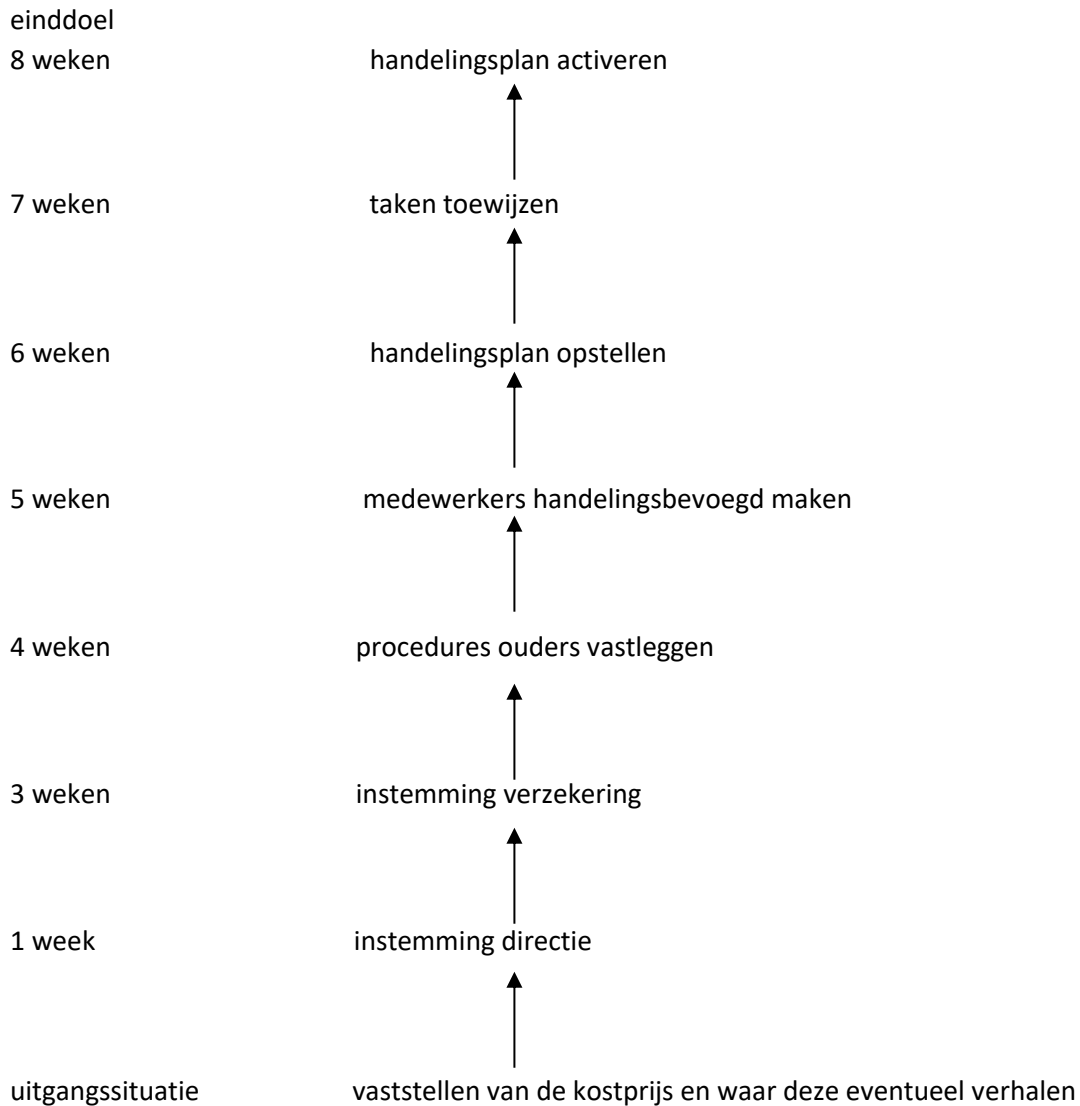 einddoel
8 weken handelingsplan activeren
7 weken taken toewijzen
6 weken handelingsplan opstellen
5 weken medewerkers handelingsbevoegd maken
4 weken procedures ouders vastleggen
3 weken instemming verzekering
1 week instemming directie
uitgangssituatie vaststellen van de kostprijs en waar deze eventueel verhalen